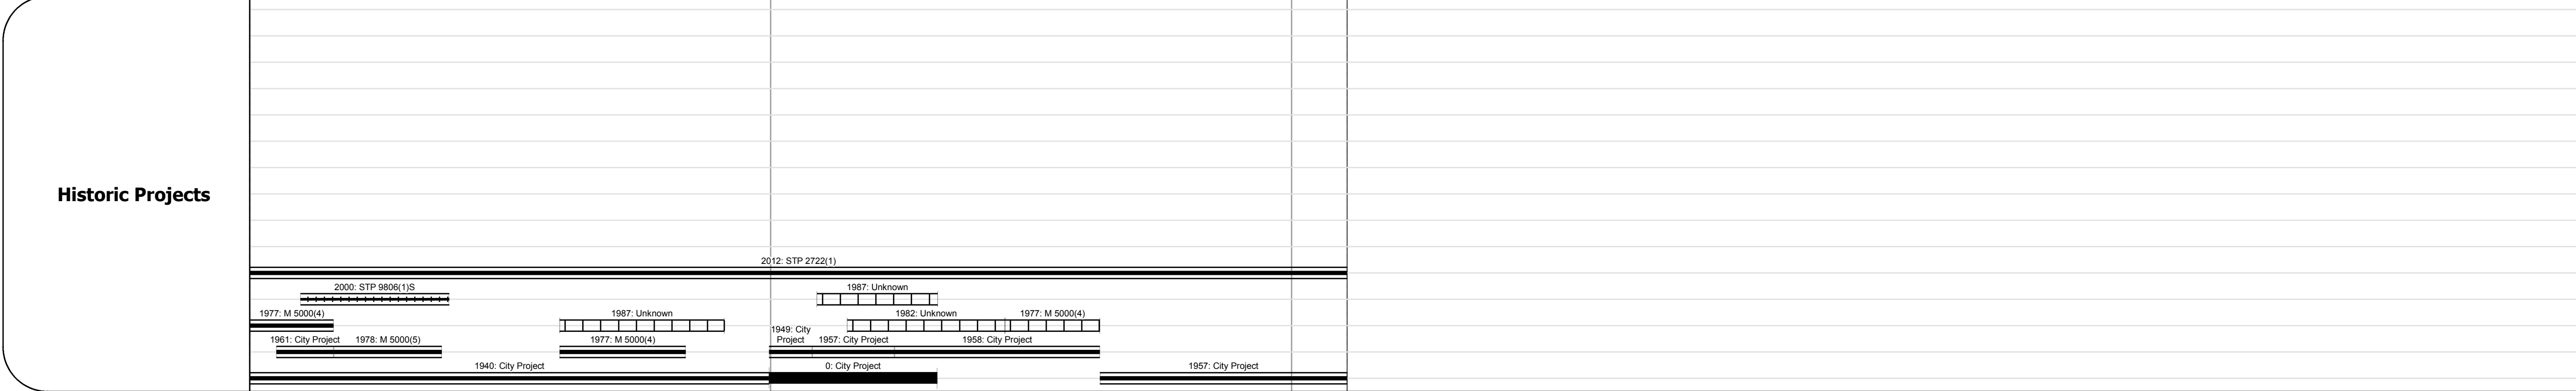 Historic Projects
2012: STP 2722(1)
2000: STP 9806(1)S
1987: Unknown
1977: M 5000(4)
1987: Unknown
1982: Unknown
1977: M 5000(4)
1961: City Project
1978: M 5000(5)
1977: M 5000(4)
1949: City
Project
1957: City Project
1958: City Project
1940: City Project
0: City Project
1957: City Project